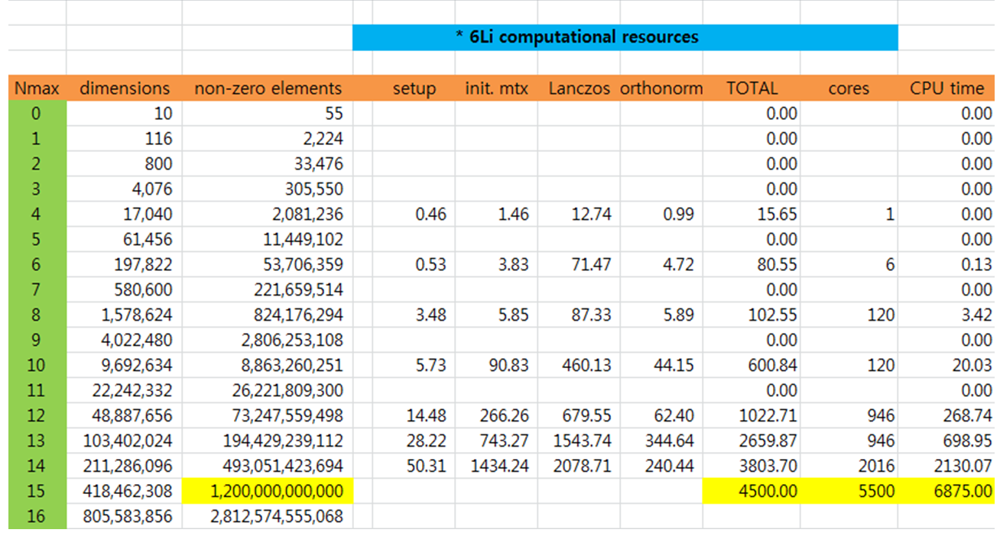 * 6Li computational resources
Nmax dimensions non-zero elements setup init. mtx Lanczos orthonorm TOTAL cores CPU time
0 10 55 0.00 0.00
1 116 2,224 0.00 0.00
2 800 33,476 0.00 0.00
3 4,076 305,550 0.00 0.00
4 17,040 2,081,236 0.46 1.46 12.74 0.99 15.65 1 0.00
5 61,456 11,449,102 0.00 0.00
6 197,822 53,706,359 0.53 3.83 71.47 4.72 80.55 6 0.13
7 580,600 221,659,514 0.00 0.00
8 1,578,624 824,176,294 3.48 5.85 87.33 5.89 102.55 120 3.42
9 4,022,480 2,806,253,108 0.00 0.00
10 9,692,634 8,863,260,251 5.73 90.83 460.13 44.15 600.84 120 20.03
11 22,242,332 26,221,809,300 0.00 0.00
12 48,887,656 73,247,559,498 14.48 266.26 679.55 62.40 1022.71 946 268.74
13 103,402,024 194,429,239,112 28.22 743.27 1543.74 344.64 2659.87 946 698.95
14 211,286,096 493,051,423,694 50.31 1434.24 2078.71 240.44 3803.70 2016 2130.07
15 418,462,308 1,200,000,000,000 4500.00 5500 6875.00
16 805,583,856 2,812,574,555,068